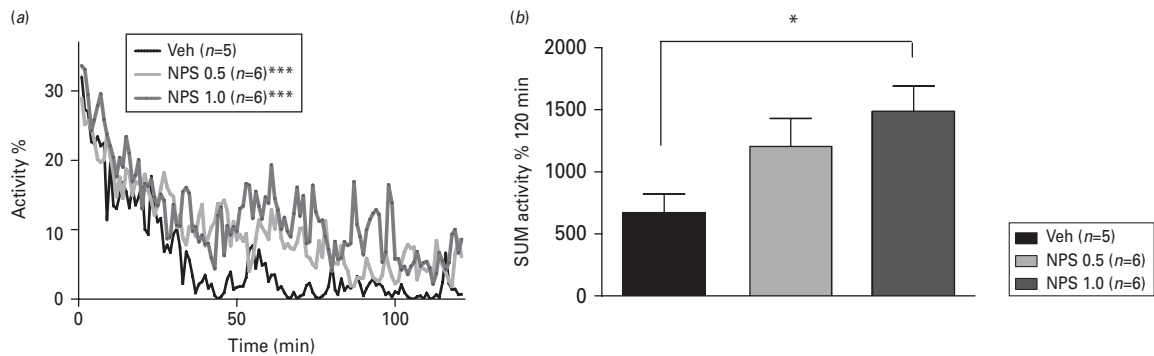 (a)
Veh (n=5)
NPS 0.5 (n=6)***
NPS 1.0 (n=6)***
30
20
10
0
Activity %
0 50 100
Time (min)
(b)
*
2000
1500
1000
500
0
SUM activity % 120 min
Veh (n=5)
NPS 0.5 (n=6)
NPS 1.0 (n=6)